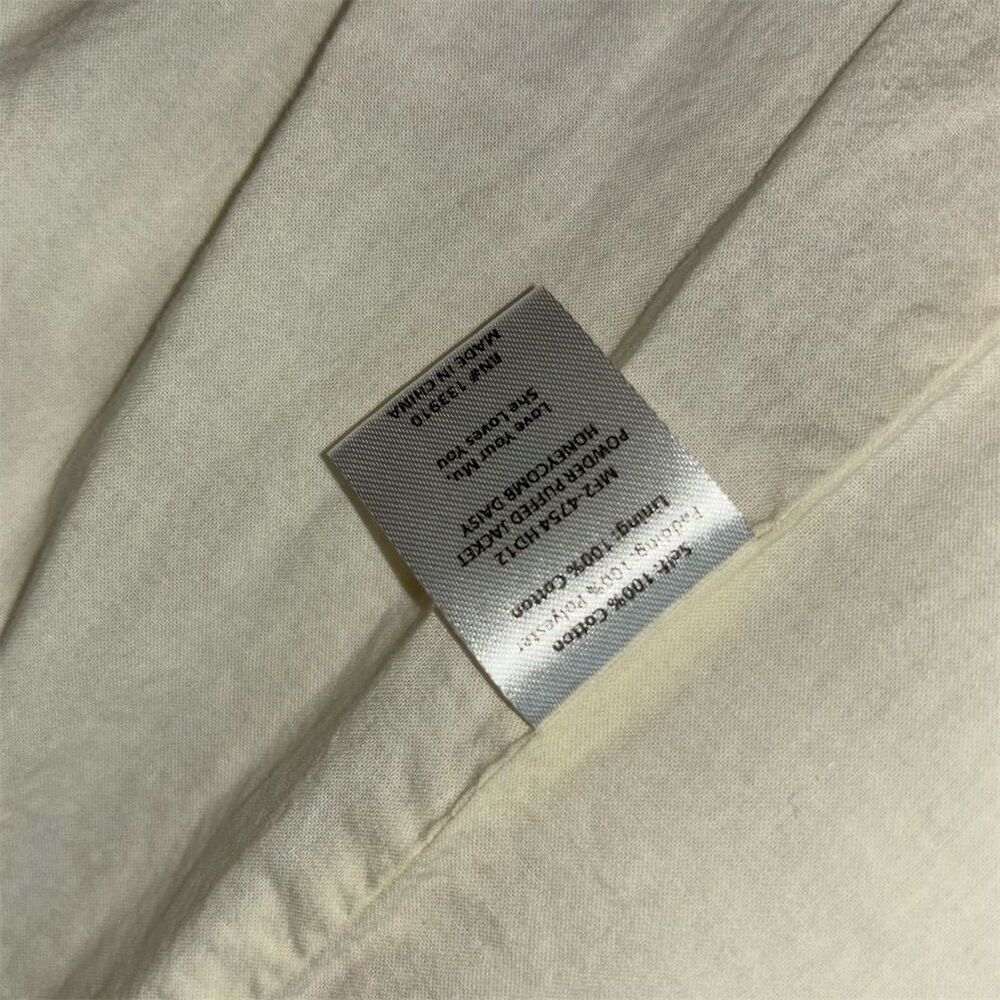 Self: 100% Cotton
Padding: 100% Polyester
Lining: 100% Cotton
MF2-4754 HD12
POWDER PUFFED JACKET
HONEYCOMB DAISY
Love Your Mu,
She Loves You
RN# 133910
MADE IN CHINA